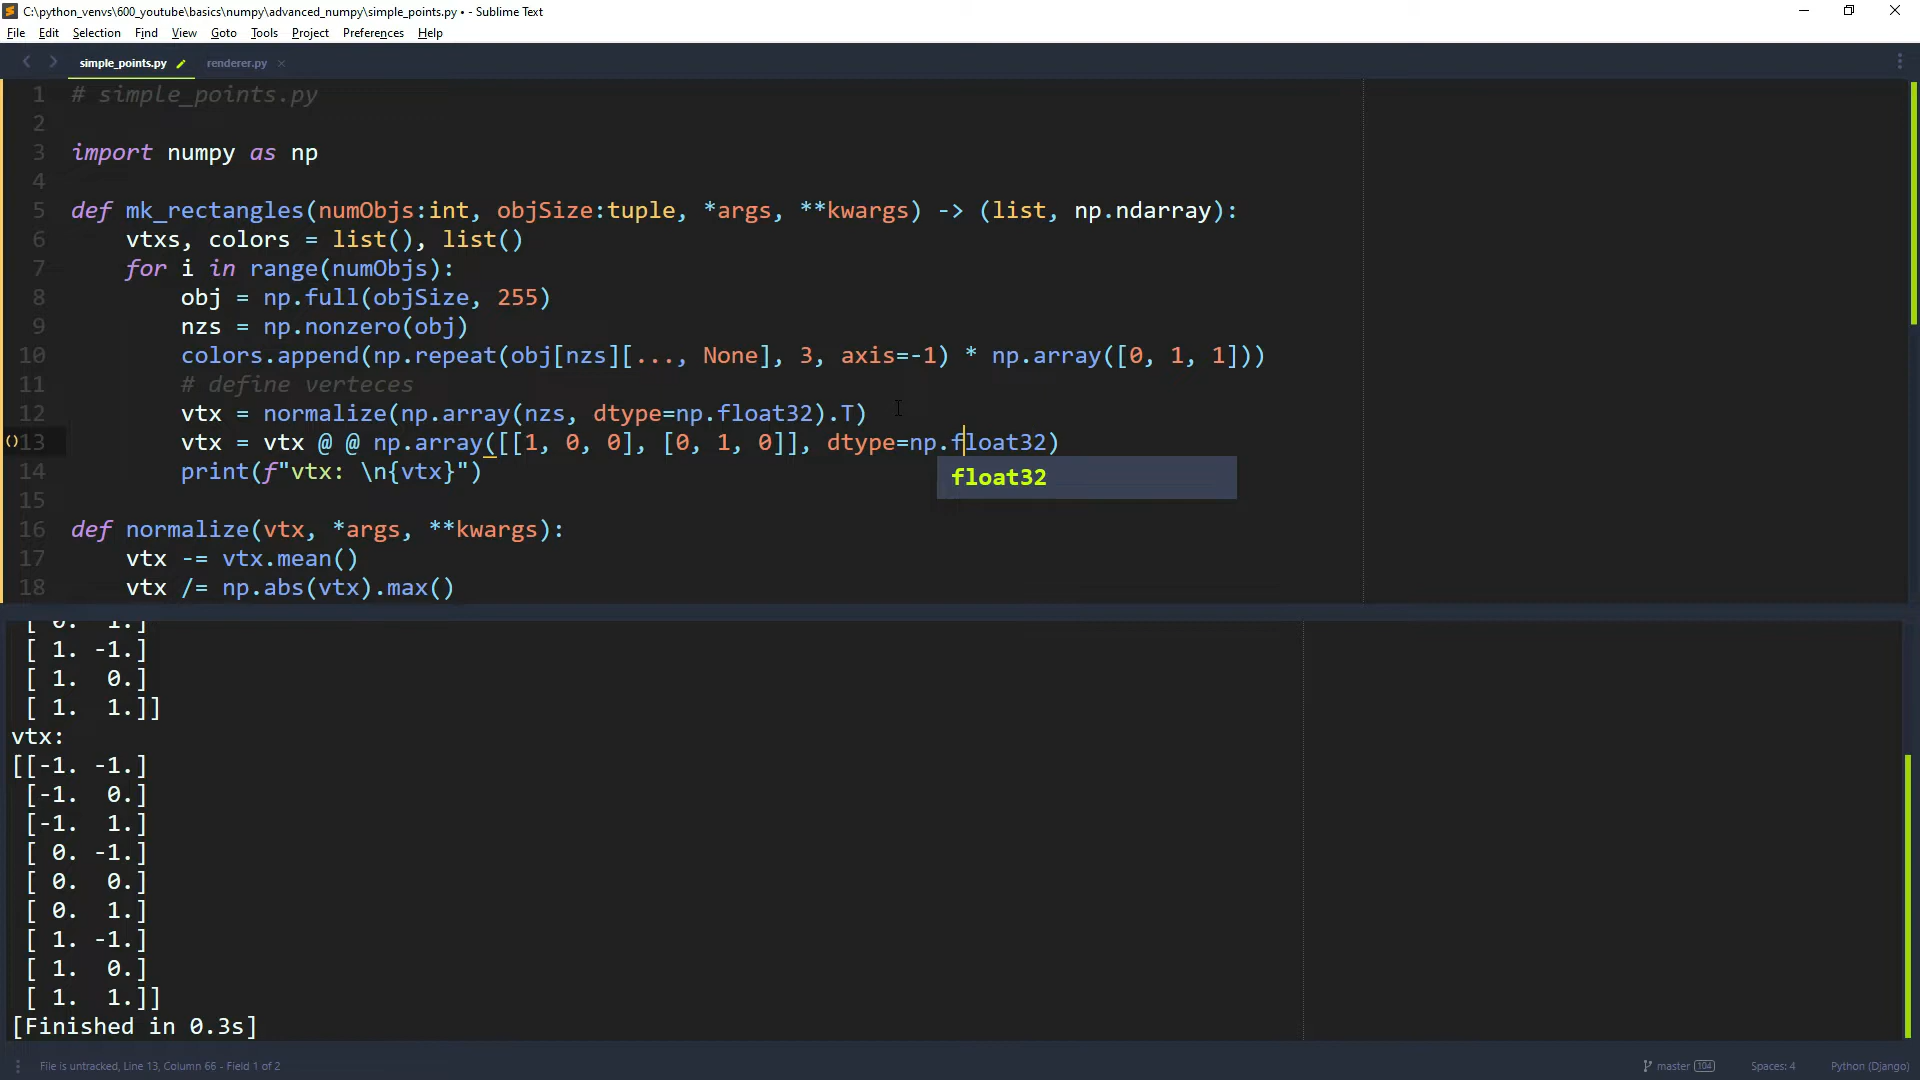 C:\python_venvs\600_youtube\basics\numpy\advanced_numpy\simple_points.py • - Sublime Text
File Edit Selection Find View Goto Tools Project Preferences Help
simple_points.py renderer.py
1 # simple_points.py
2
3 import numpy as np
4
5 def mk_rectangles(numObjs:int, objSize:tuple, *args, **kwargs) -> (list, np.ndarray):
6 vtxs, colors = list(), list()
7 for i in range(numObjs):
8 obj = np.full(objSize, 255)
9 nzs = np.nonzero(obj)
10 colors.append(np.repeat(obj[nzs][..., None], 3, axis=-1) * np.array([0, 1, 1]))
11 # define verteces
12 vtx = normalize(np.array(nzs, dtype=np.float32).T)
13 vtx = vtx @ @ np.array([[1, 0, 0], [0, 1, 0]], dtype=np.float32)
14 print(f"vtx: \n{vtx}")
float32
15
16 def normalize(vtx, *args, **kwargs):
17 vtx -= vtx.mean()
18 vtx /= np.abs(vtx).max()
[ 0. 1.]
[ 1. -1.]
[ 1. 0.]
[ 1. 1.]]
vtx:
[[-1. -1.]
[-1. 0.]
[-1. 1.]
[ 0. -1.]
[ 0. 0.]
[ 0. 1.]
[ 1. -1.]
[ 1. 0.]
[ 1. 1.]]
[Finished in 0.3s]
File is untracked, Line 13, Column 66 - Field 1 of 2 master 104 Spaces: 4 Python (Django)